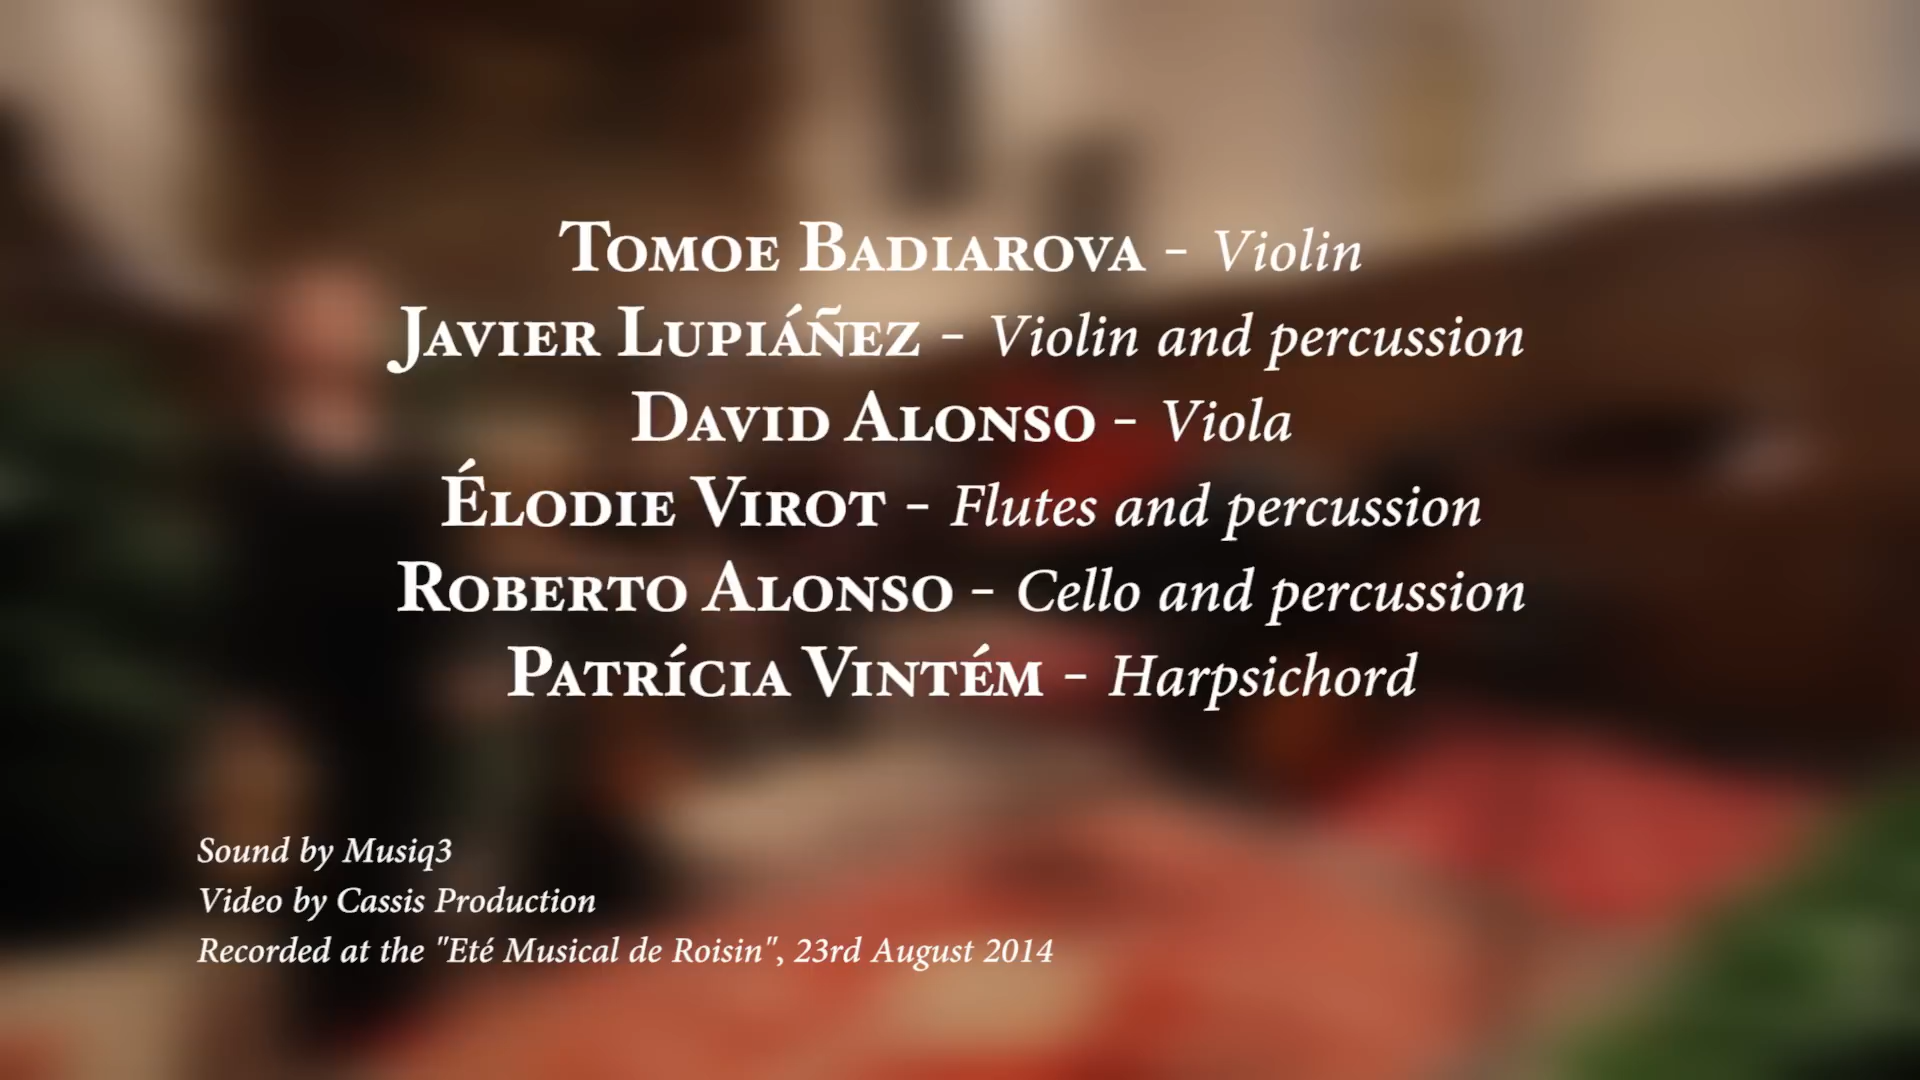 Tomoe Badiarova - Violin
Javier Lupiáñez - Violin and percussion
David Alonso - Viola
Élodie Virot - Flutes and percussion
Roberto Alonso - Cello and percussion
Patrícia Vintém - Harpsichord
Sound by Musiq3
Video by Cassis Production
Recorded at the "Eté Musical de Roisin", 23rd August 2014